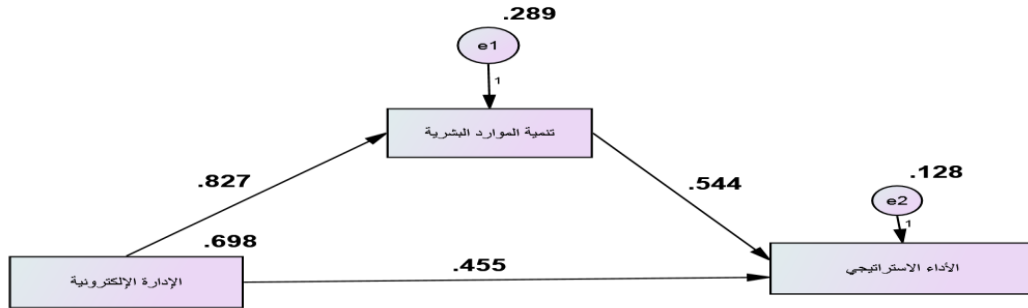 .289
e1
1
تنمية الموارد البشرية
.827
.544
.128
e2
1
.698
الأداء الاستراتيجي
.455
الإدارة الإلكترونية